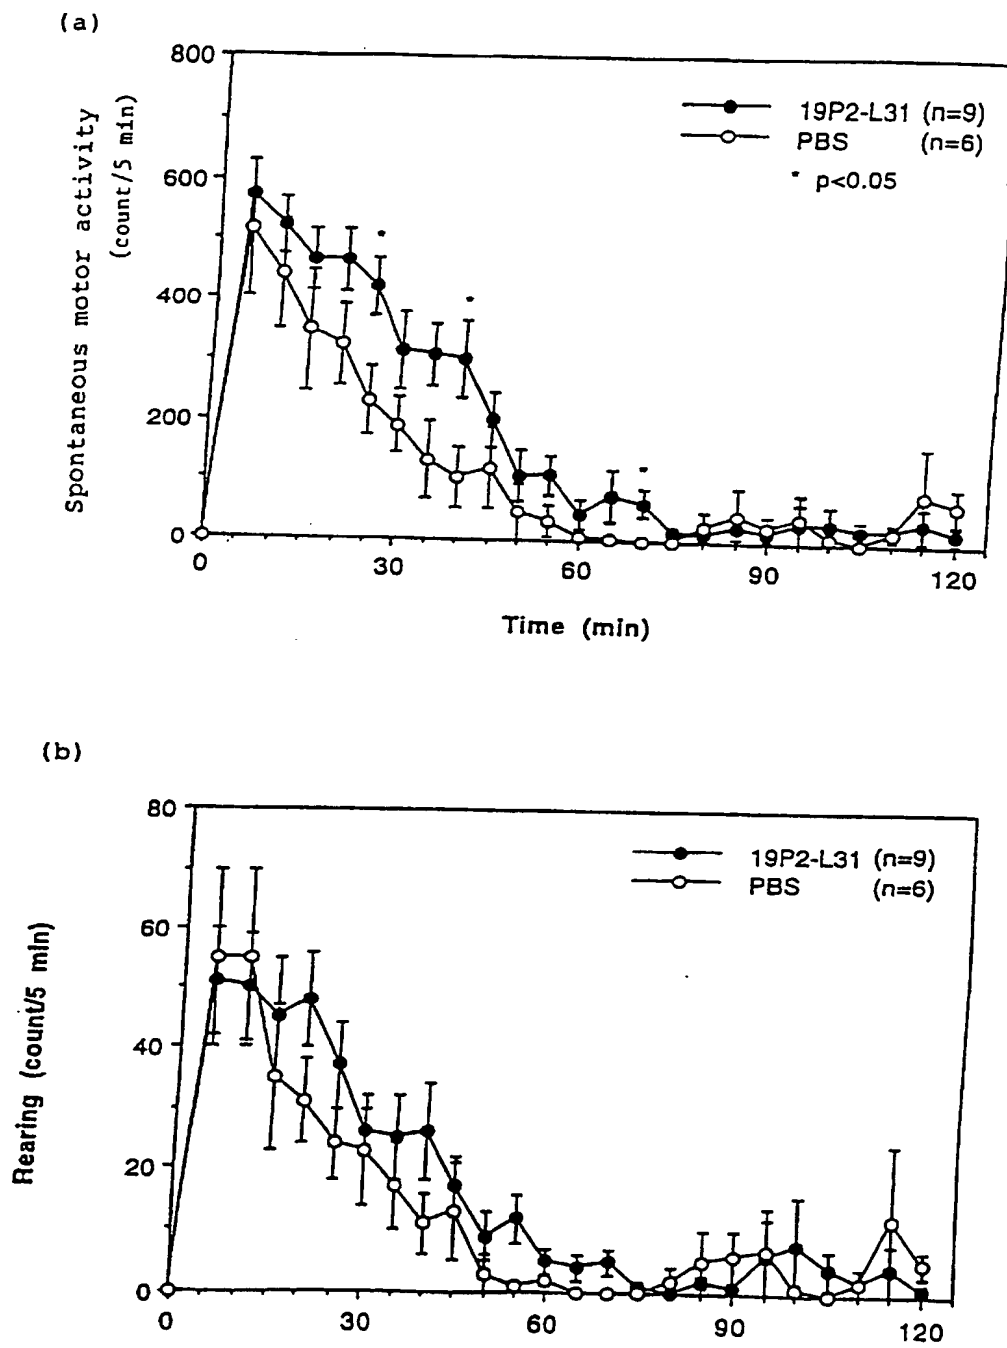 (a)
800
600
400
200
0
Spontaneous motor activity
(count/5 min)
19P2-L31 (n=9)
PBS (n=6)
* p<0.05
*
*
*
0 30 60 90 120
Time (min)
(b)
80
60
40
20
0
Rearing (count/5 min)
19P2-L31 (n=9)
PBS (n=6)
0 30 60 90 120